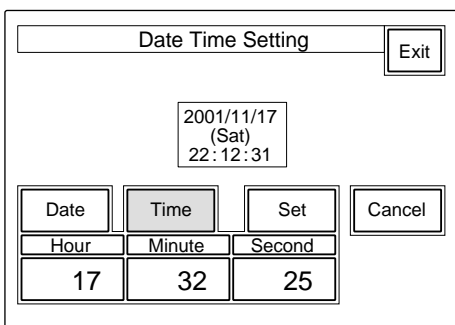 Date Time Setting
Exit
2001/11/17
(Sat)
22:12:31
Date Time Set Cancel
Hour Minute Second
17 32 25